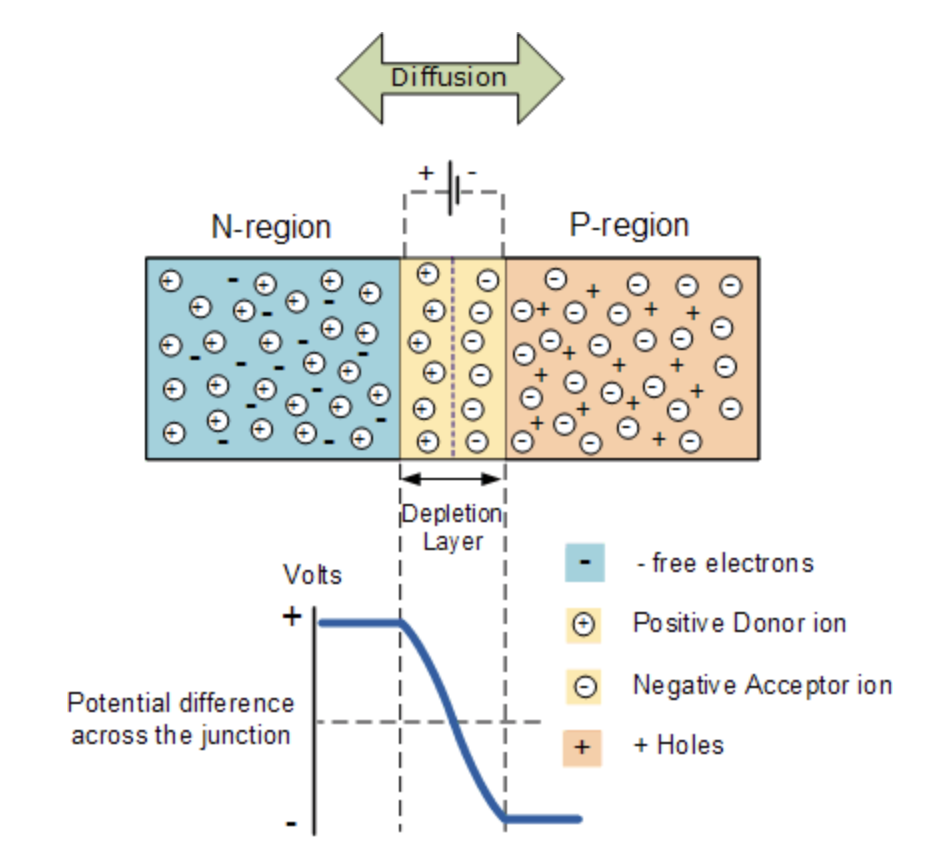 Diffusion
+ -
N-region
P-region
Depletion
Layer
Volts
+
Potential difference
across the junction
-
- - free electrons
+ Positive Donor ion
- Negative Acceptor ion
+ + Holes